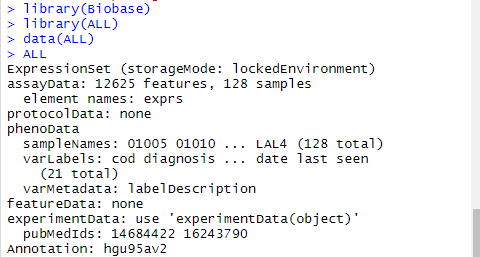 > library(Biobase)
> library(ALL)
> data(ALL)
> ALL
ExpressionSet (storageMode: lockedEnvironment)
assayData: 12625 features, 128 samples
  element names: exprs
protocolData: none
phenoData
  sampleNames: 01005 01010 ... LAL4 (128 total)
  varLabels: cod diagnosis ... date last seen
    (21 total)
  varMetadata: labelDescription
featureData: none
experimentData: use 'experimentData(object)'
  pubMedIds: 14684422 16243790
Annotation: hgu95av2